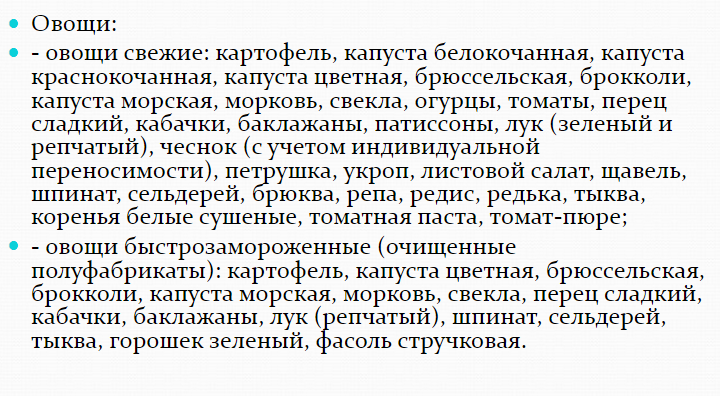 Овощи:
- овощи свежие: картофель, капуста белокочанная, капуста
краснокочанная, капуста цветная, брюссельская, брокколи,
капуста морская, морковь, свекла, огурцы, томаты, перец
сладкий, кабачки, баклажаны, патиссоны, лук (зеленый и
репчатый), чеснок (с учетом индивидуальной
переносимости), петрушка, укроп, листовой салат, щавель,
шпинат, сельдерей, брюква, репа, редис, редька, тыква,
коренья белые сушеные, томатная паста, томат-пюре;
- овощи быстрозамороженные (очищенные
полуфабрикаты): картофель, капуста цветная, брюссельская,
брокколи, капуста морская, морковь, свекла, перец сладкий,
кабачки, баклажаны, лук (репчатый), шпинат, сельдерей,
тыква, горошек зеленый, фасоль стручковая.